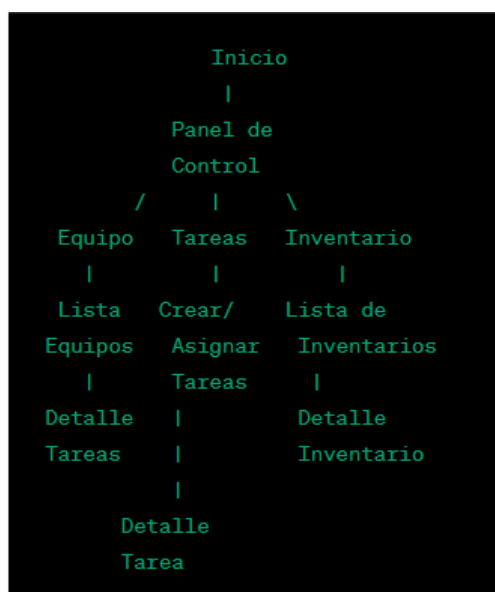 Inicio
|
Panel de
Control
/ | \
Equipo Tareas Inventario
| | |
Lista Crear/ Lista de
Equipos Asignar Inventarios
| Tareas |
Detalle | Detalle
Tareas | Inventario
|
Detalle
Tarea